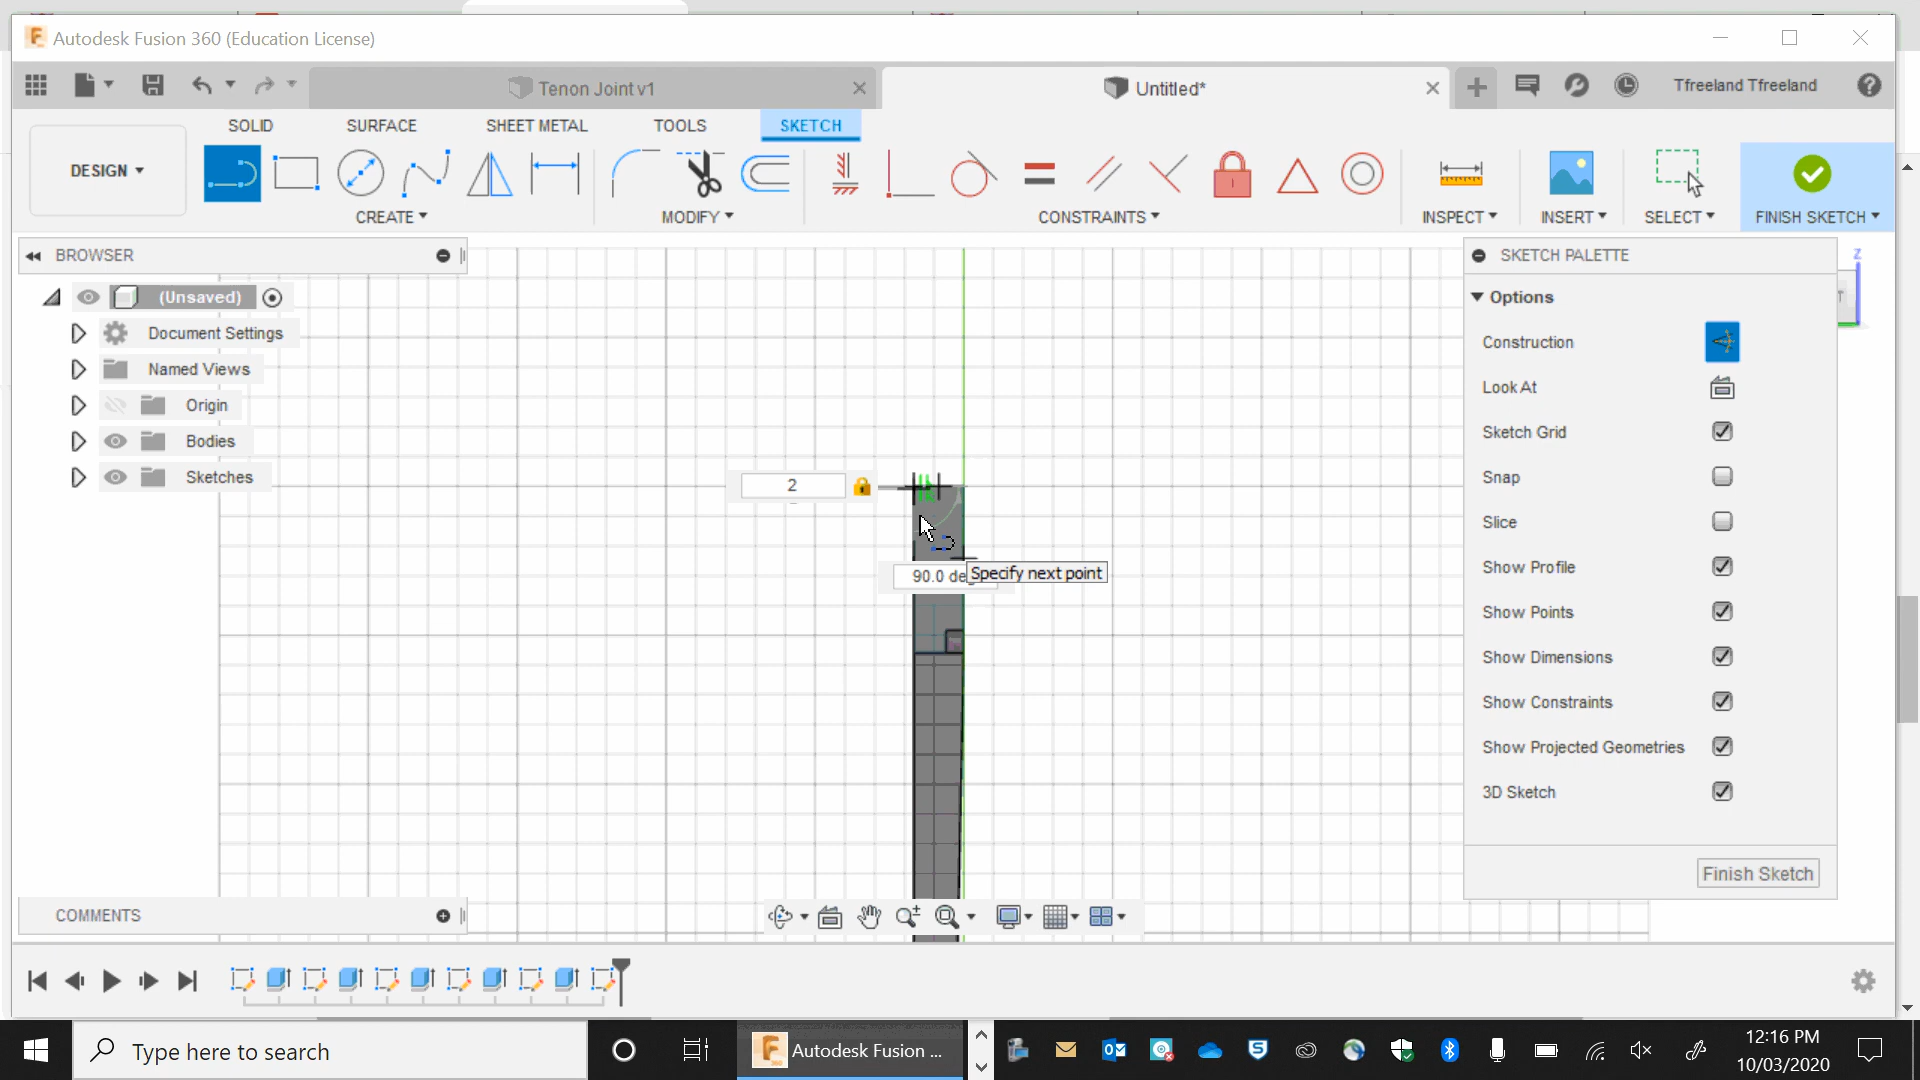 Autodesk Fusion 360 (Education License)
Tenon Joint v1
Untitled*
Tfreeland Tfreeland
SOLID
SURFACE
SHEET METAL
TOOLS
SKETCH
DESIGN
CREATE
MODIFY
CONSTRAINTS
INSPECT
INSERT
SELECT
FINISH SKETCH
BROWSER
(Unsaved)
Document Settings
Named Views
Origin
Bodies
Sketches
SKETCH PALETTE
Options
Construction
Look At
Sketch Grid
Snap
Slice
Show Profile
Show Points
Show Dimensions
Show Constraints
Show Projected Geometries
3D Sketch
Finish Sketch
Z
2
90.0 de
Specify next point
COMMENTS
Type here to search
Autodesk Fusion ...
12:16 PM
10/03/2020